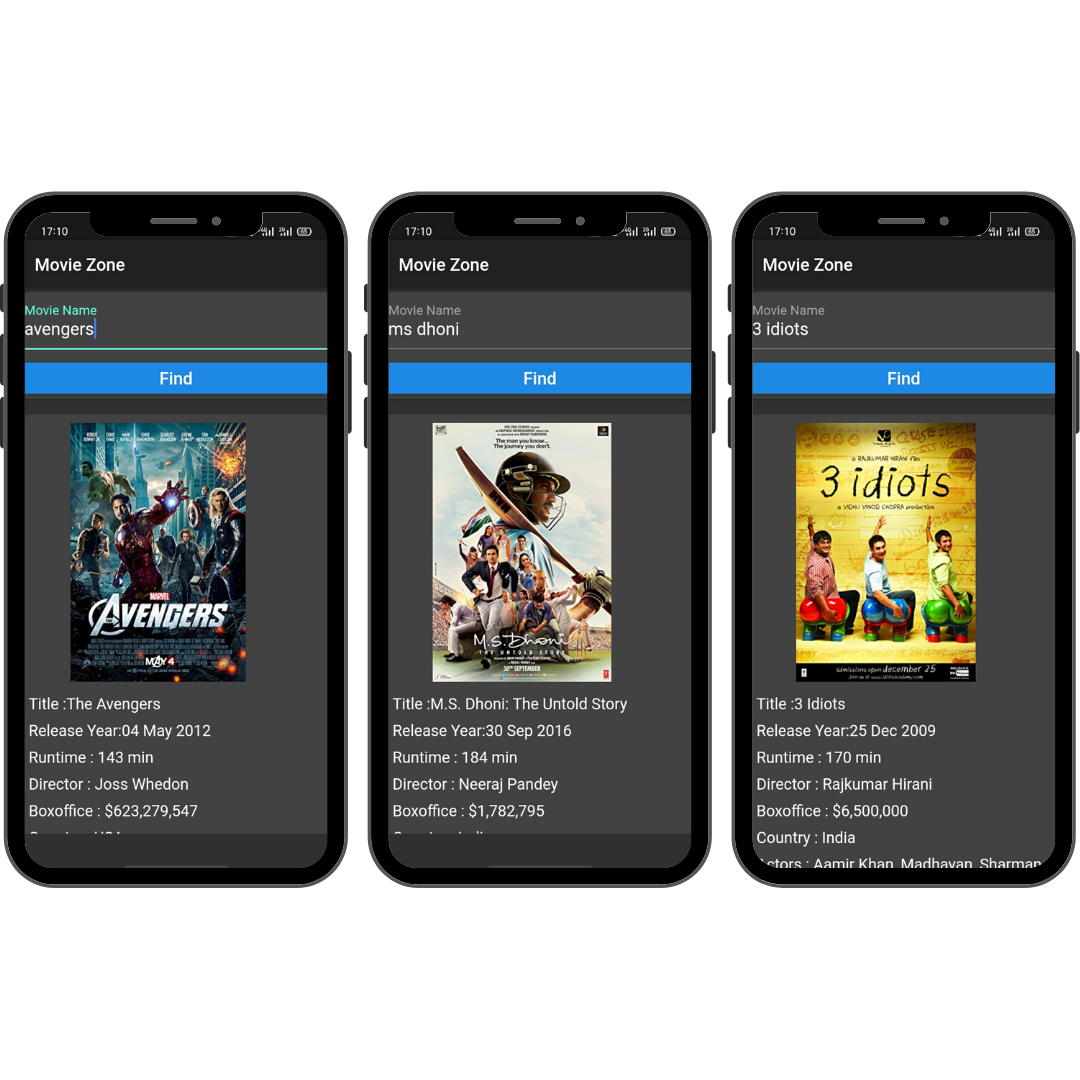 17:10
Movie Zone
Movie Name
avengers
Find
MARVEL
AVENGERS
MAY 4
Title :The Avengers
Release Year:04 May 2012
Runtime : 143 min
Director : Joss Whedon
Boxoffice : $623,279,547
17:10
Movie Zone
Movie Name
ms dhoni
Find
The man you know...
The journey you don't.
M.S.Dhoni
THE UNTOLD STORY
30TH SEPTEMBER
Title :M.S. Dhoni: The Untold Story
Release Year:30 Sep 2016
Runtime : 184 min
Director : Neeraj Pandey
Boxoffice : $1,782,795
17:10
Movie Zone
Movie Name
3 idiots
Find
a RAJKUMAR HIRANI film
3 idiots
a VIDHU VINOD CHOPRA production
admissions open december 25
Title :3 Idiots
Release Year:25 Dec 2009
Runtime : 170 min
Director : Rajkumar Hirani
Boxoffice : $6,500,000
Country : India
Actors : Aamir Khan, Madhavan, Sharman